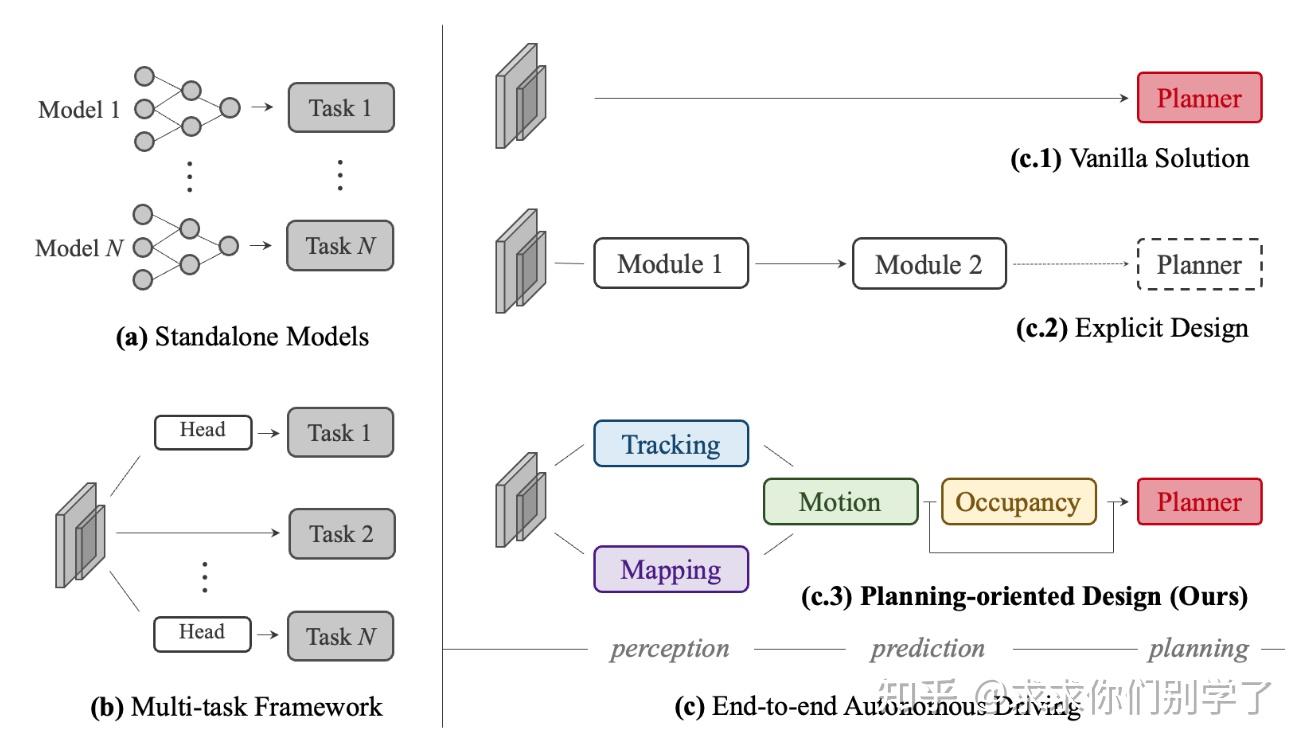 Model 1
Task 1
Model N
Task N
(a) Standalone Models
Head
Task 1
Task 2
Head
Task N
(b) Multi-task Framework
Planner
(c.1) Vanilla Solution
Module 1
Module 2
Planner
(c.2) Explicit Design
Tracking
Motion
Occupancy
Planner
Mapping
(c.3) Planning-oriented Design (Ours)
perception
prediction
planning
(c) End-to-end Autonomous Driving
知乎 @求求你们别学了